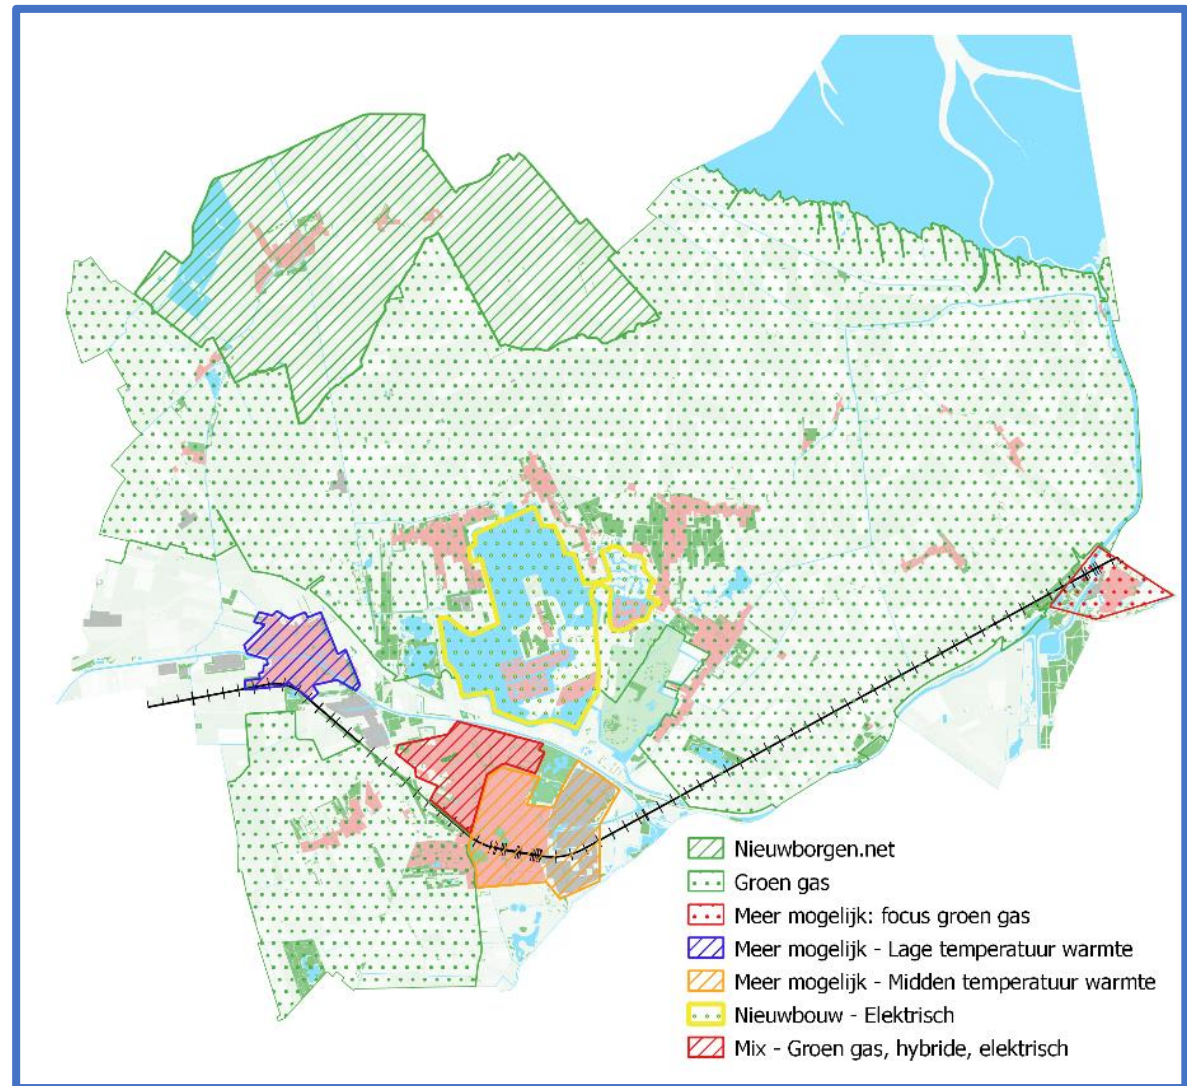 Nieuwborgen.net
Groen gas
Meer mogelijk: focus groen gas
Meer mogelijk - Lage temperatuur warmte
Meer mogelijk - Midden temperatuur warmte
Nieuwbouw - Elektrisch
Mix - Groen gas, hybride, elektrisch